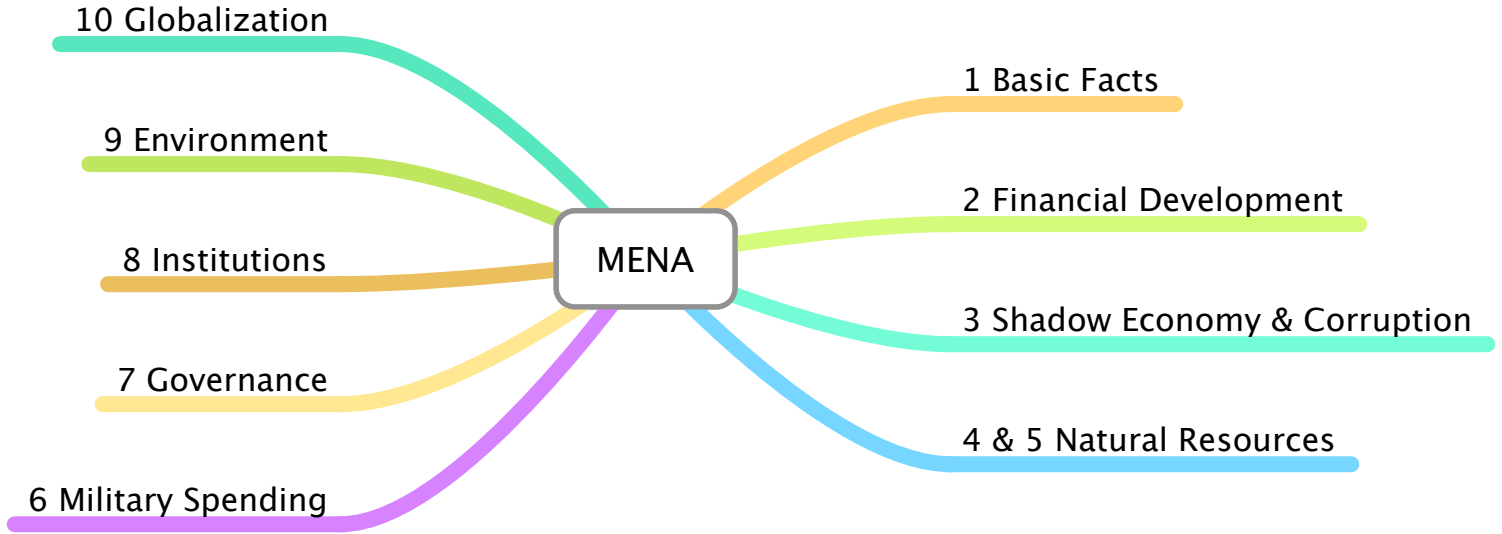 10 Globalization
1 Basic Facts
9 Environment
2 Financial Development
8 Institutions
MENA
3 Shadow Economy & Corruption
7 Governance
4 & 5 Natural Resources
6 Military Spending